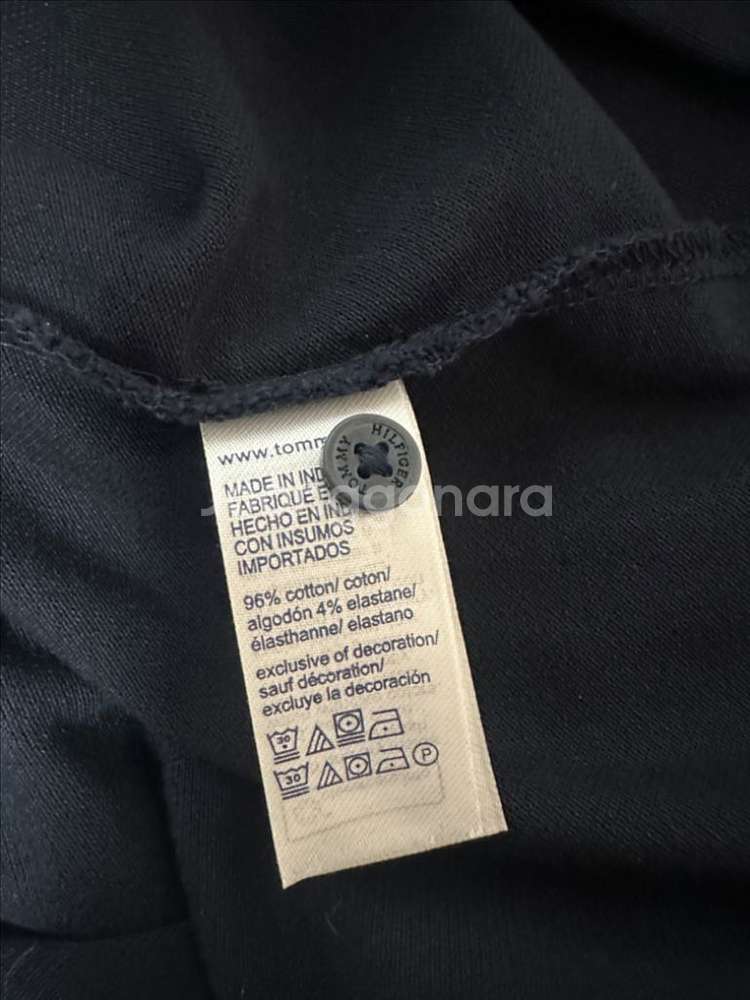 www.tomm
TOMMY HILFIGER
MADE IN IND
FABRIQUÉ E
HECHO EN IND
CON INSUMOS
IMPORTADOS
96% cotton/ coton/
algodón 4% elastane/
élasthanne/ elastano
exclusive of decoration/
sauf décoration/
excluye la decoración
30
30
P